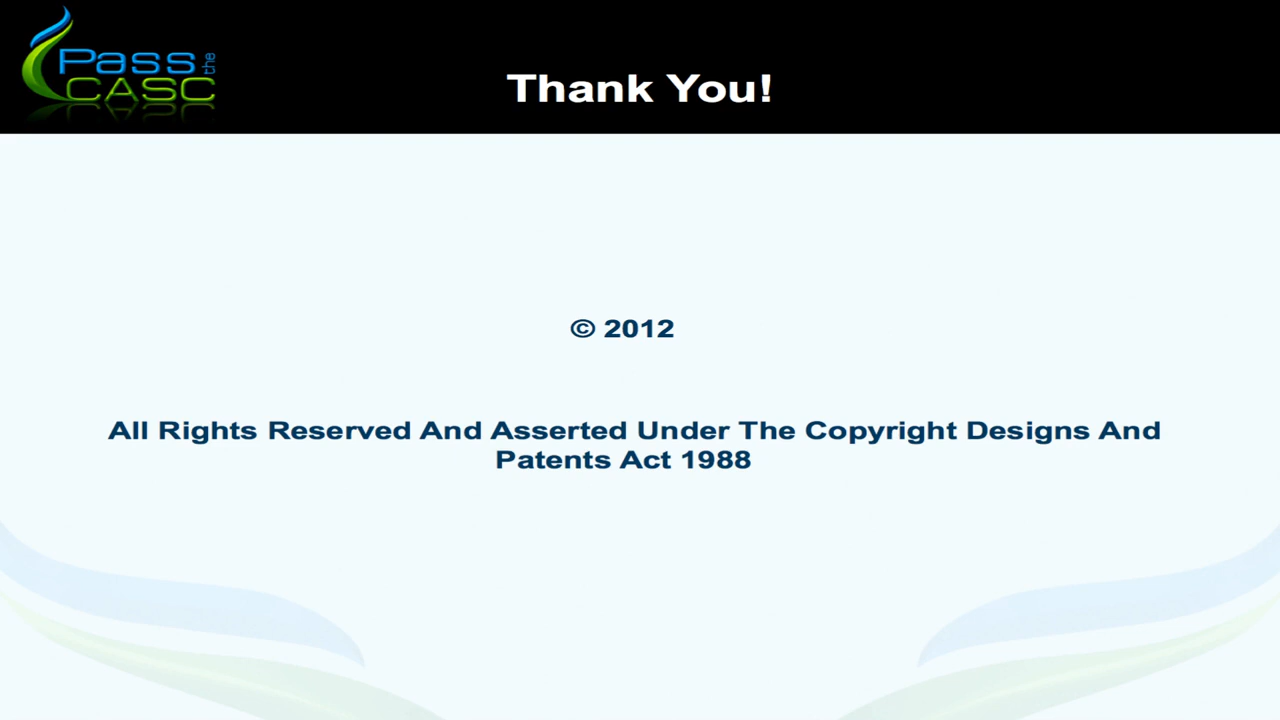 Pass the
CASC
Thank You!
© 2012
All Rights Reserved And Asserted Under The Copyright Designs And
Patents Act 1988